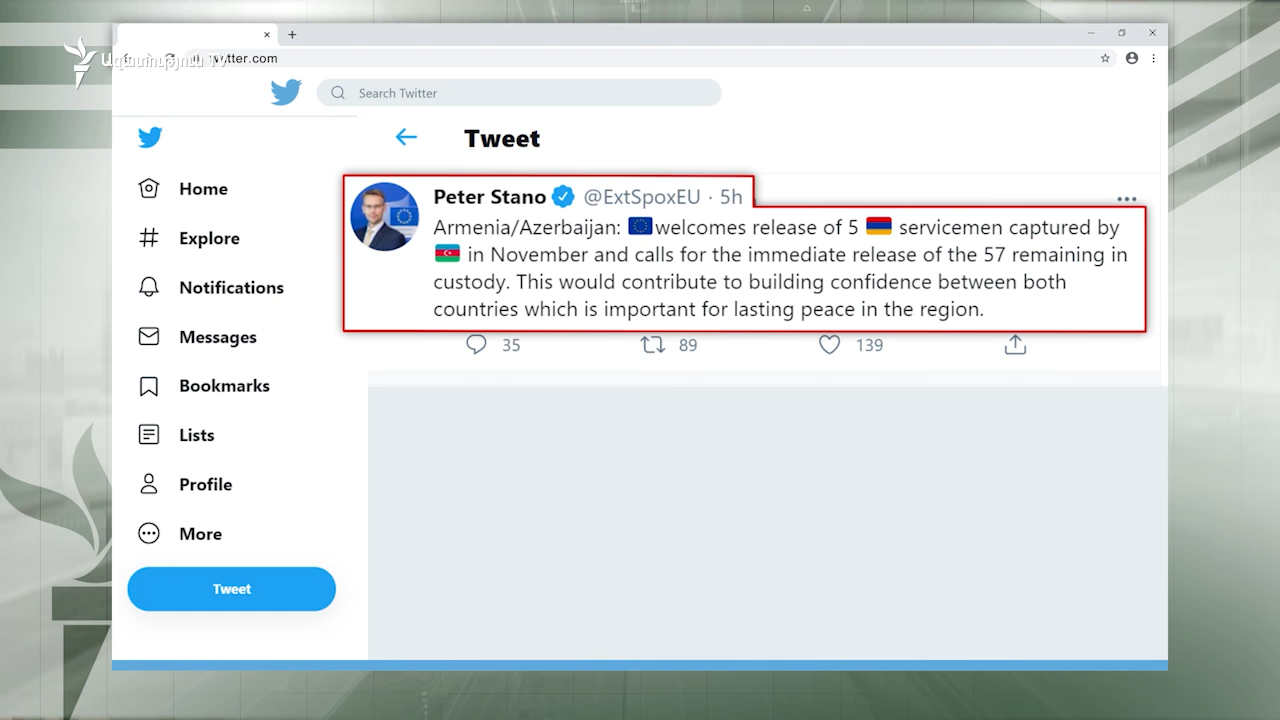 Ազատություն TV
twitter.com
Search Twitter
Tweet
Home
Explore
Notifications
Messages
Bookmarks
Lists
Profile
More
Tweet
Peter Stano @ExtSpoxEU · 5h
Armenia/Azerbaijan: 🇪🇺welcomes release of 5 🇦🇲 servicemen captured by
🇦🇿 in November and calls for the immediate release of the 57 remaining in
custody. This would contribute to building confidence between both
countries which is important for lasting peace in the region.
35 89 139